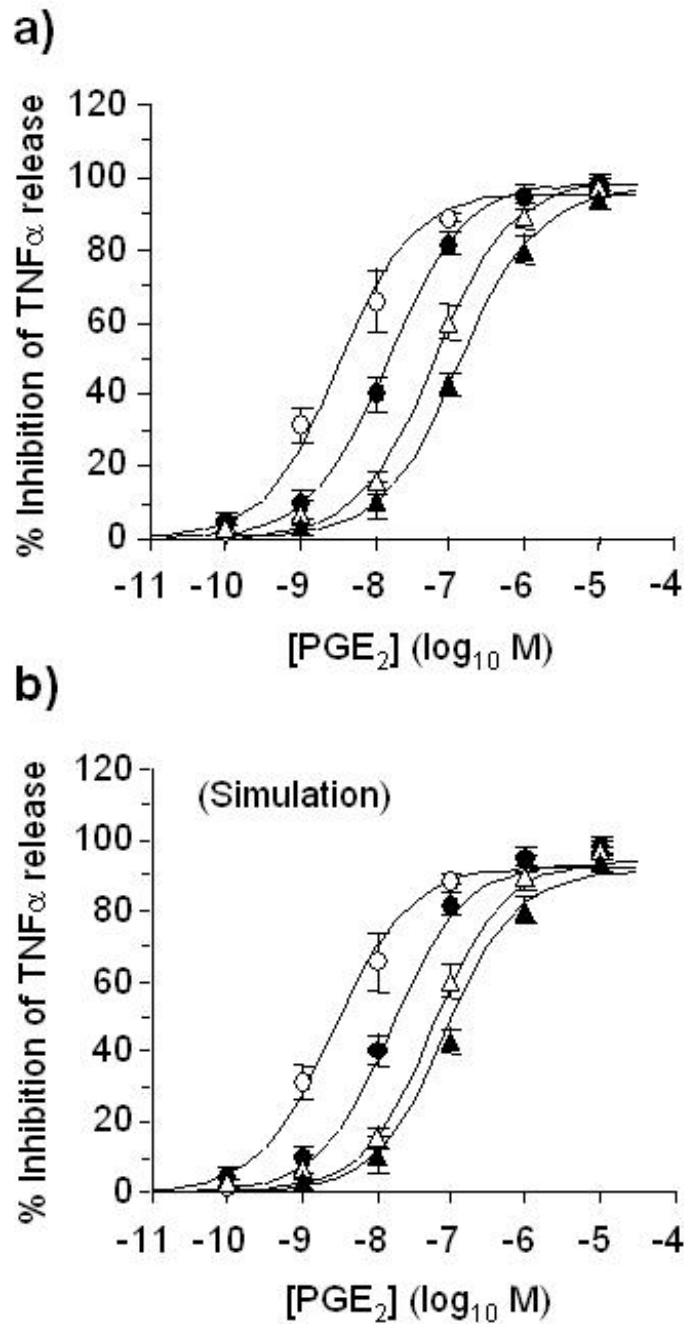 a)
% Inhibition of TNFα release
120
100
80
60
40
20
0
-11 -10 -9 -8 -7 -6 -5 -4
[PGE₂] (log₁₀ M)
b)
(Simulation)
% Inhibition of TNFα release
120
100
80
60
40
20
0
-11 -10 -9 -8 -7 -6 -5 -4
[PGE₂] (log₁₀ M)